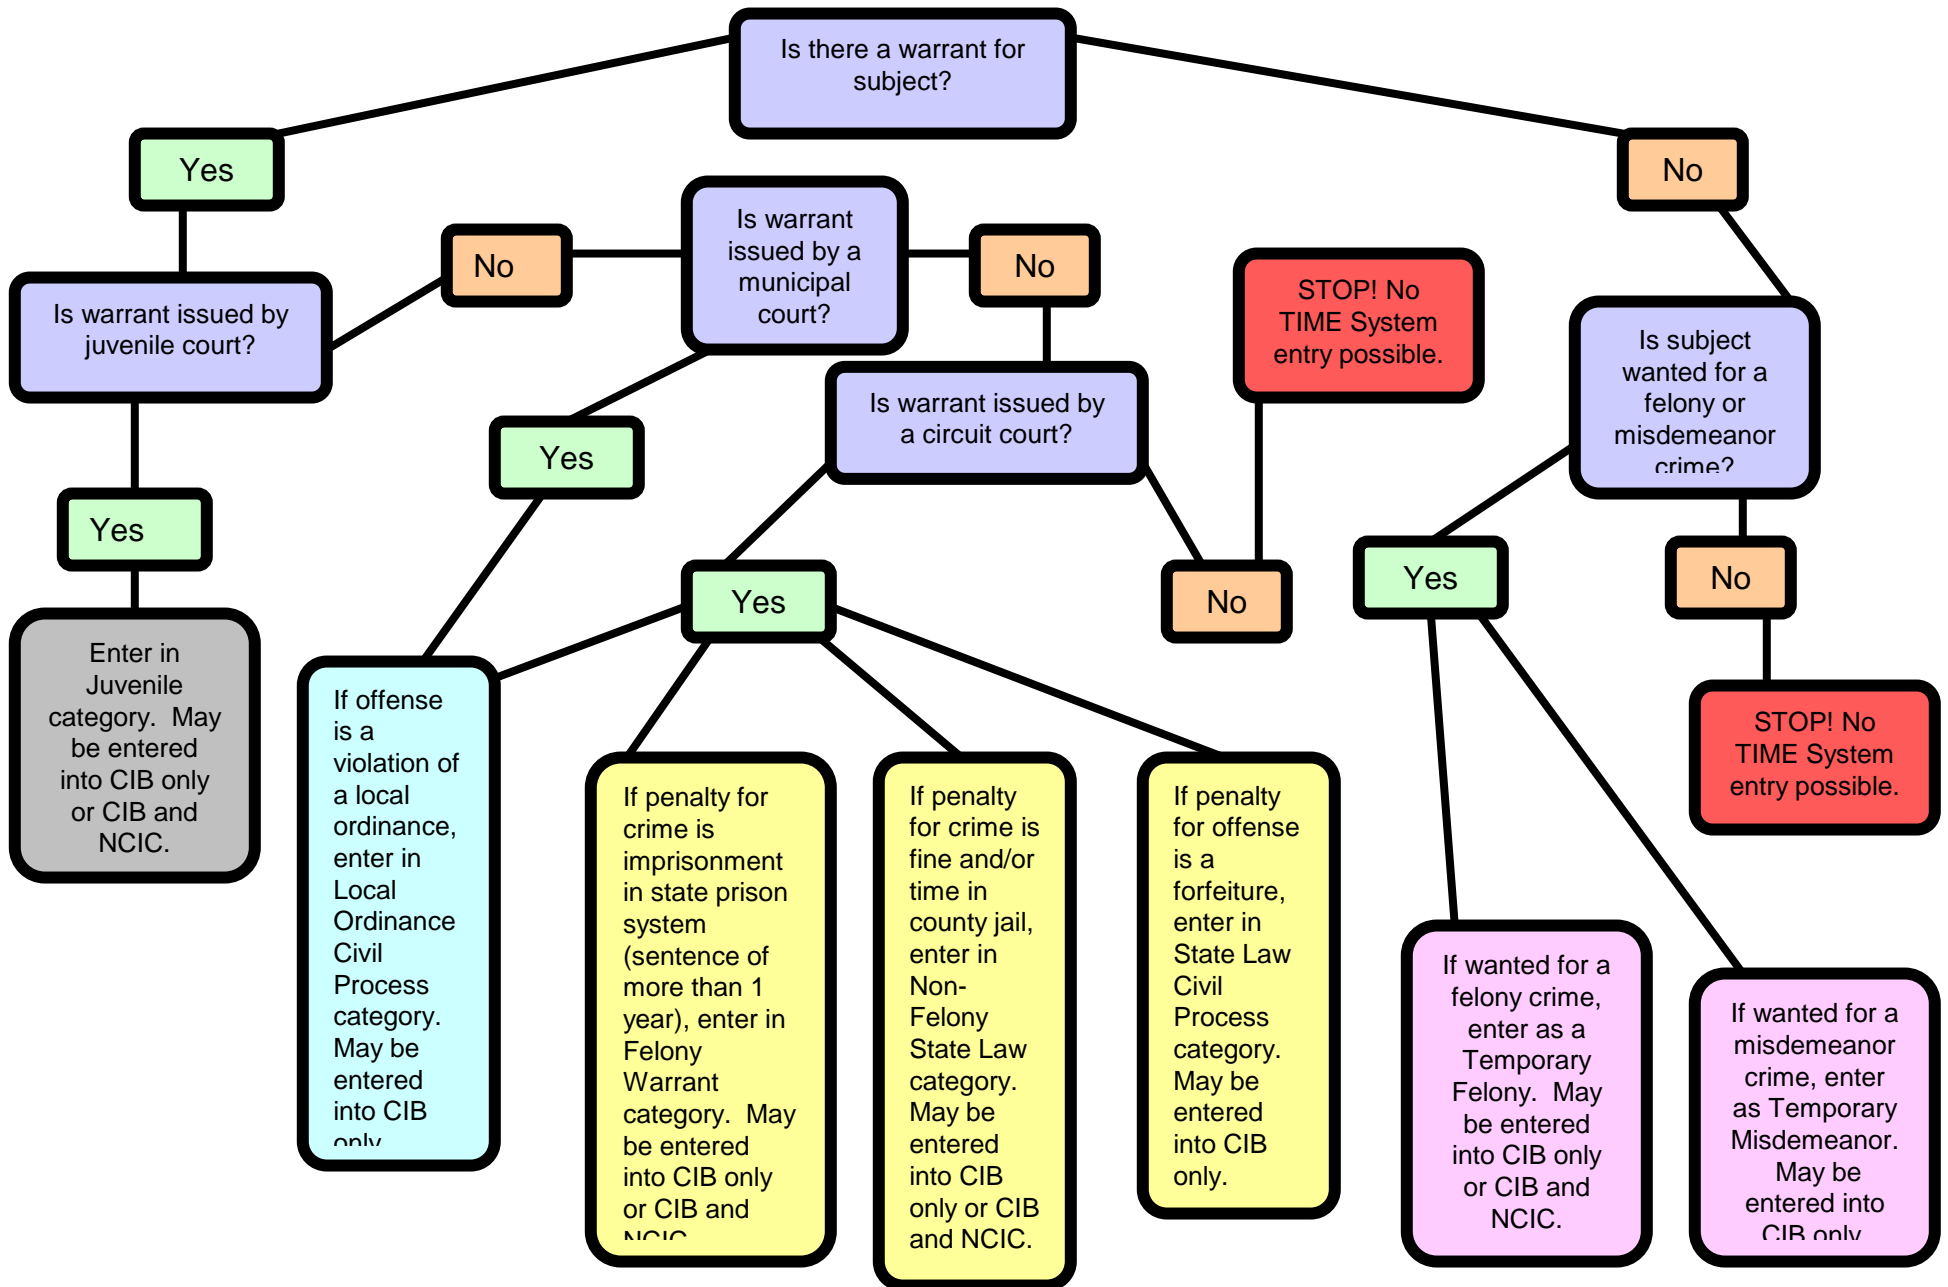 Is there a warrant for
subject?
Yes
No
Is warrant issued by
juvenile court?
No
Is warrant
issued by a
municipal
court?
No
STOP! No
TIME System
entry possible.
Is subject
wanted for a
felony or
misdemeanor
crime?
Yes
Is warrant issued by
a circuit court?
Yes
Yes
No
Yes
No
Enter in
Juvenile
category.  May
be entered
into CIB only
or CIB and
NCIC.
If offense
is a
violation of
a local
ordinance,
enter in
Local
Ordinance
Civil
Process
category.
May be
entered
into CIB
only
If penalty for
crime is
imprisonment
in state prison
system
(sentence of
more than 1
year), enter in
Felony
Warrant
category.  May
be entered
into CIB only
or CIB and
NCIC
If penalty
for crime is
fine and/or
time in
county jail,
enter in
Non-
Felony
State Law
category.
May be
entered
into CIB
only or CIB
and NCIC.
If penalty
for offense
is a
forfeiture,
enter in
State Law
Civil
Process
category.
May be
entered
into CIB
only.
STOP! No
TIME System
entry possible.
If wanted for a
felony crime,
enter as a
Temporary
Felony.  May
be entered
into CIB only
or CIB and
NCIC.
If wanted for a
misdemeanor
crime, enter
as Temporary
Misdemeanor.
May be
entered into
CIB only